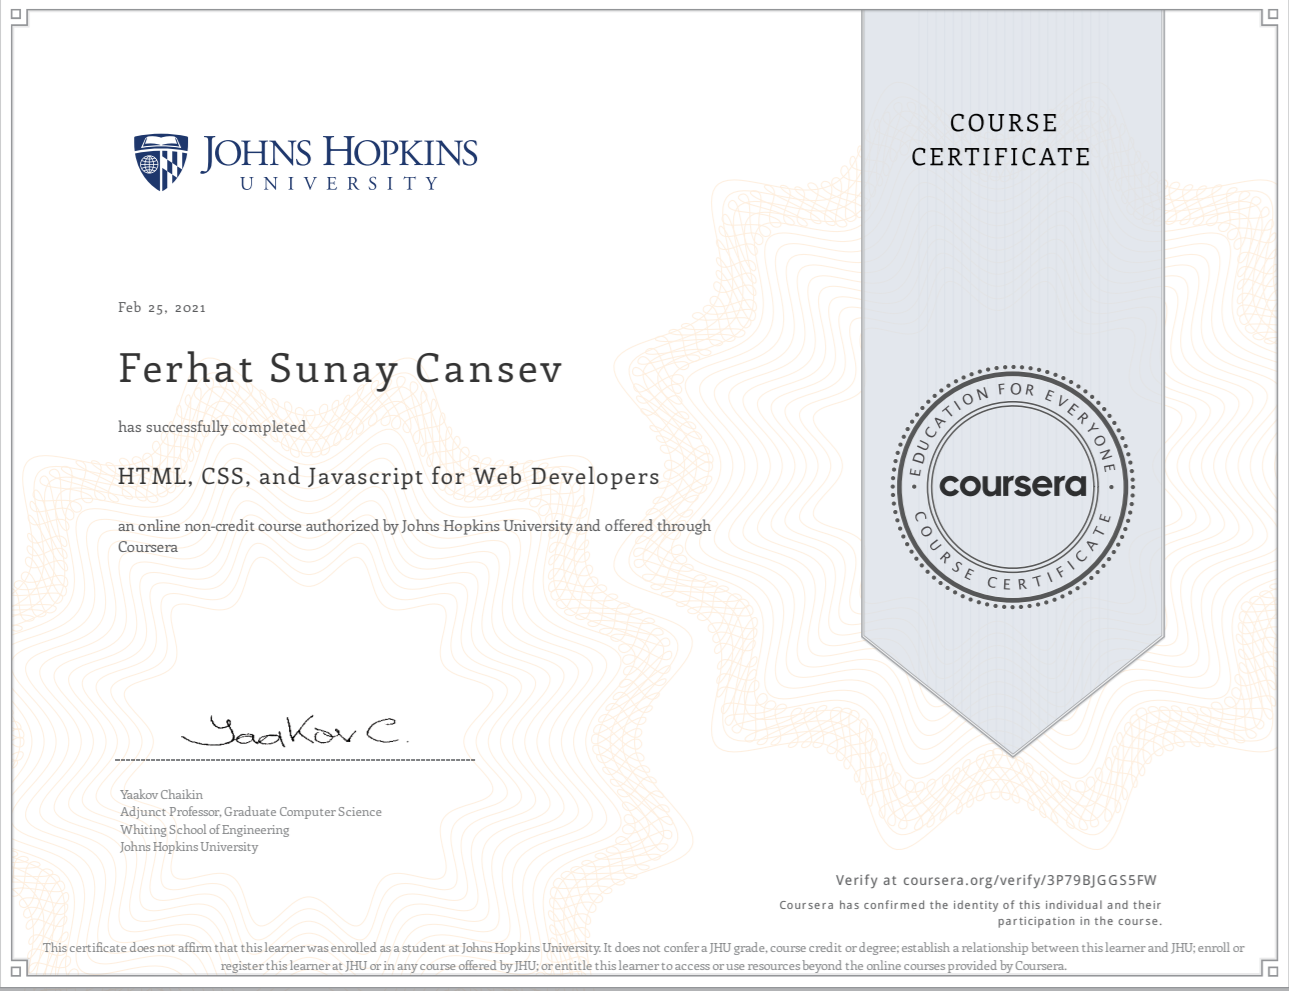 JOHNS HOPKINS
UNIVERSITY
COURSE
CERTIFICATE
Feb 25, 2021
Ferhat Sunay Cansev
has successfully completed
HTML, CSS, and Javascript for Web Developers
an online non-credit course authorized by Johns Hopkins University and offered through
Coursera
EDUCATION FOR EVERYONE
coursera
COURSE CERTIFICATE
Yaakov C.
Yaakov Chaikin
Adjunct Professor, Graduate Computer Science
Whiting School of Engineering
Johns Hopkins University
Verify at coursera.org/verify/3P79BJGGS5FW
Coursera has confirmed the identity of this individual and their
participation in the course.
This certificate does not affirm that this learner was enrolled as a student at Johns Hopkins University. It does not confer a JHU grade, course credit or degree; establish a relationship between this learner and JHU; enroll or
register this learner at JHU or in any course offered by JHU; or entitle this learner to access or use resources beyond the online courses provided by Coursera.